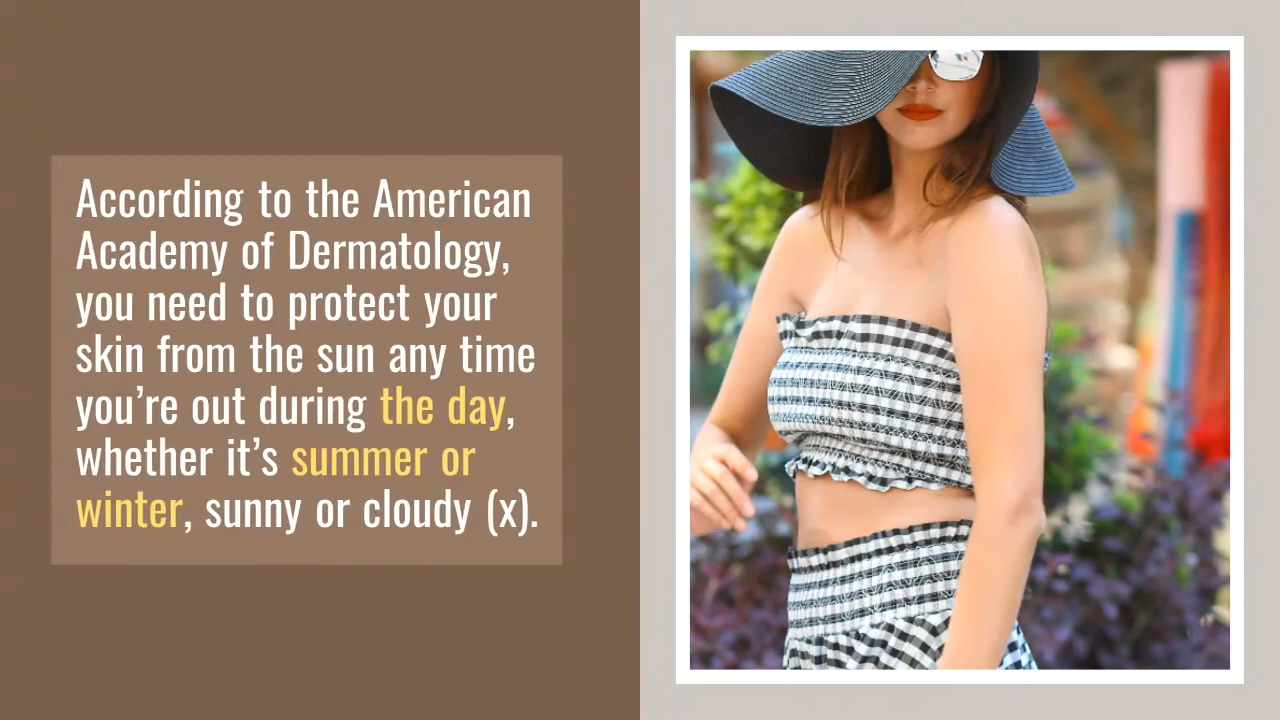 According to the American
Academy of Dermatology,
you need to protect your
skin from the sun any time
you’re out during the day,
whether it’s summer or
winter, sunny or cloudy (x).